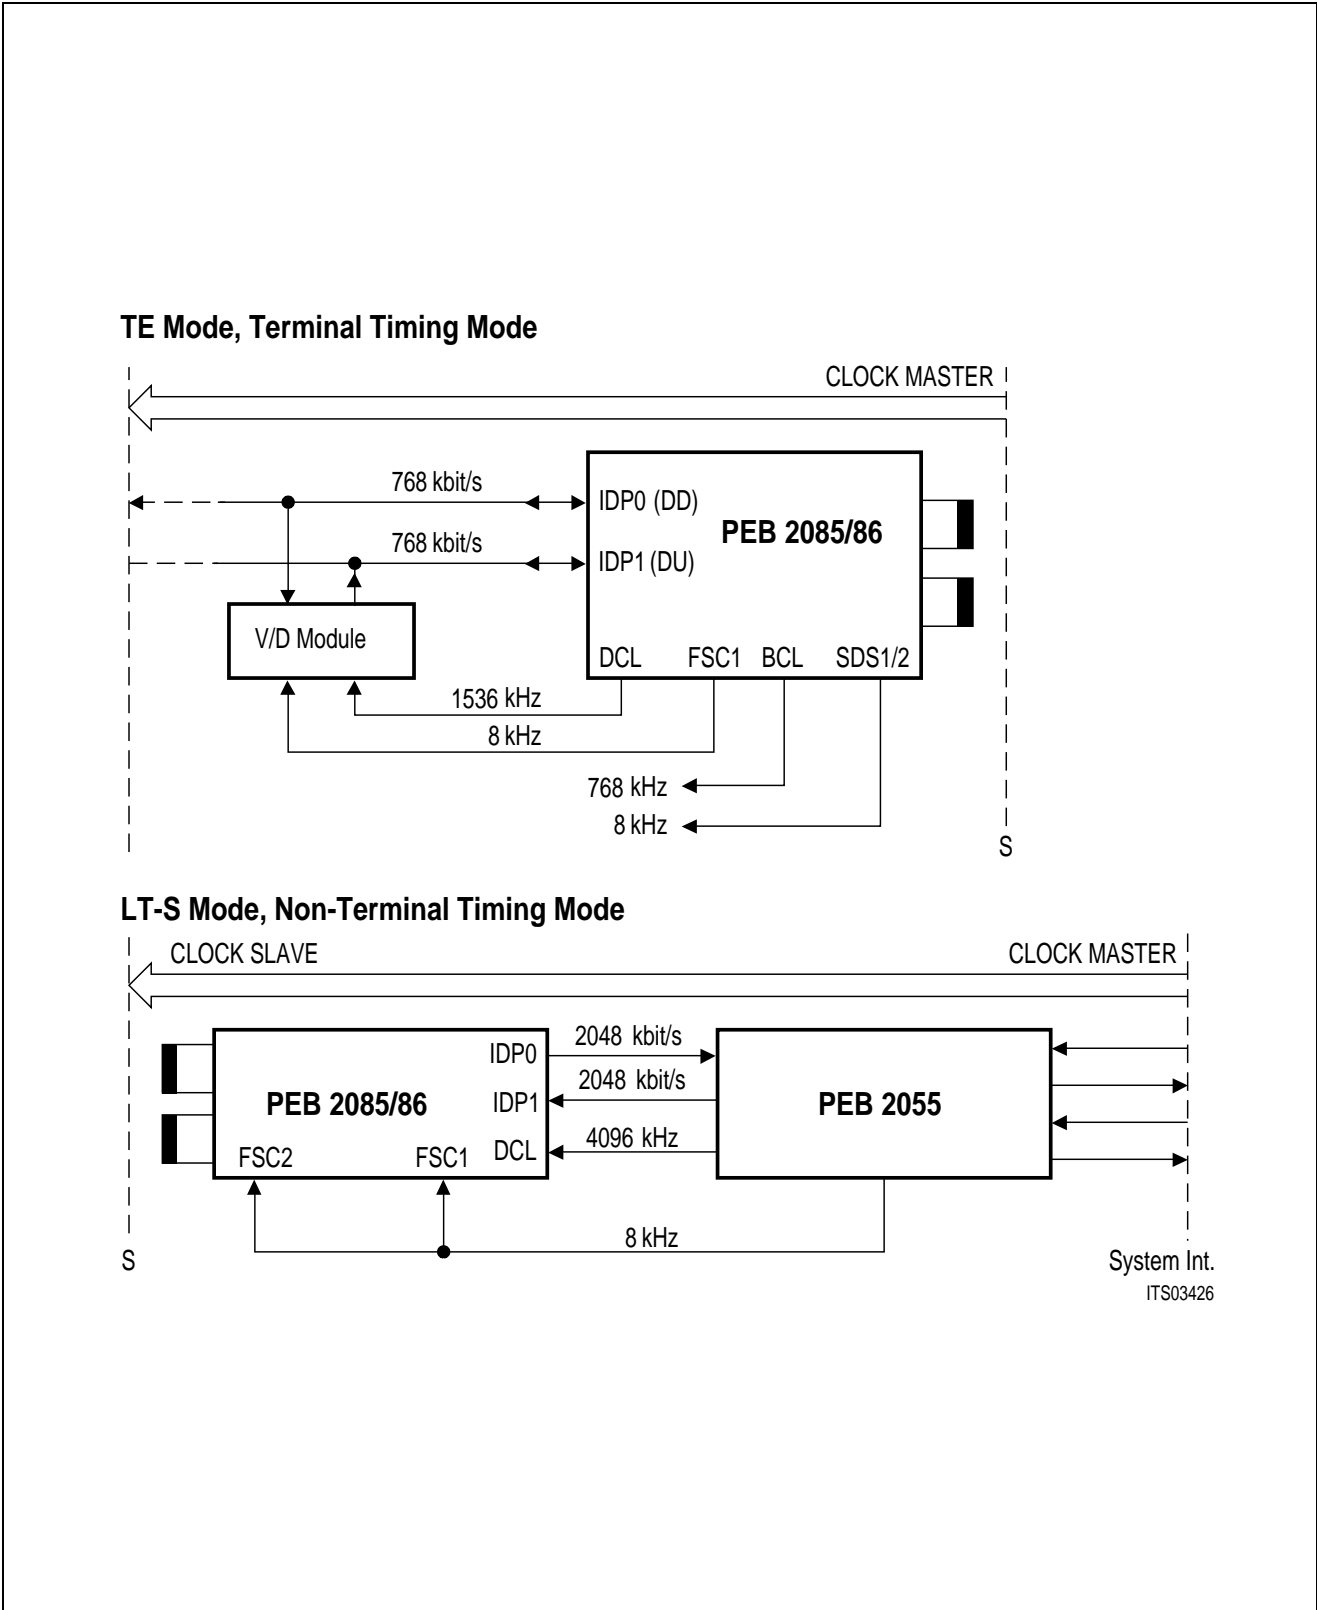 TE Mode, Terminal Timing Mode
CLOCK MASTER
768 kbit/s
IDP0 (DD)
PEB 2085/86
768 kbit/s
IDP1 (DU)
V/D Module
DCL FSC1 BCL SDS1/2
1536 kHz
8 kHz
768 kHz
8 kHz
S
LT-S Mode, Non-Terminal Timing Mode
CLOCK SLAVE CLOCK MASTER
IDP0 2048 kbit/s
2048 kbit/s
PEB 2085/86 IDP1 PEB 2055
4096 kHz
FSC2 FSC1 DCL
8 kHz
S System Int.
ITS03426